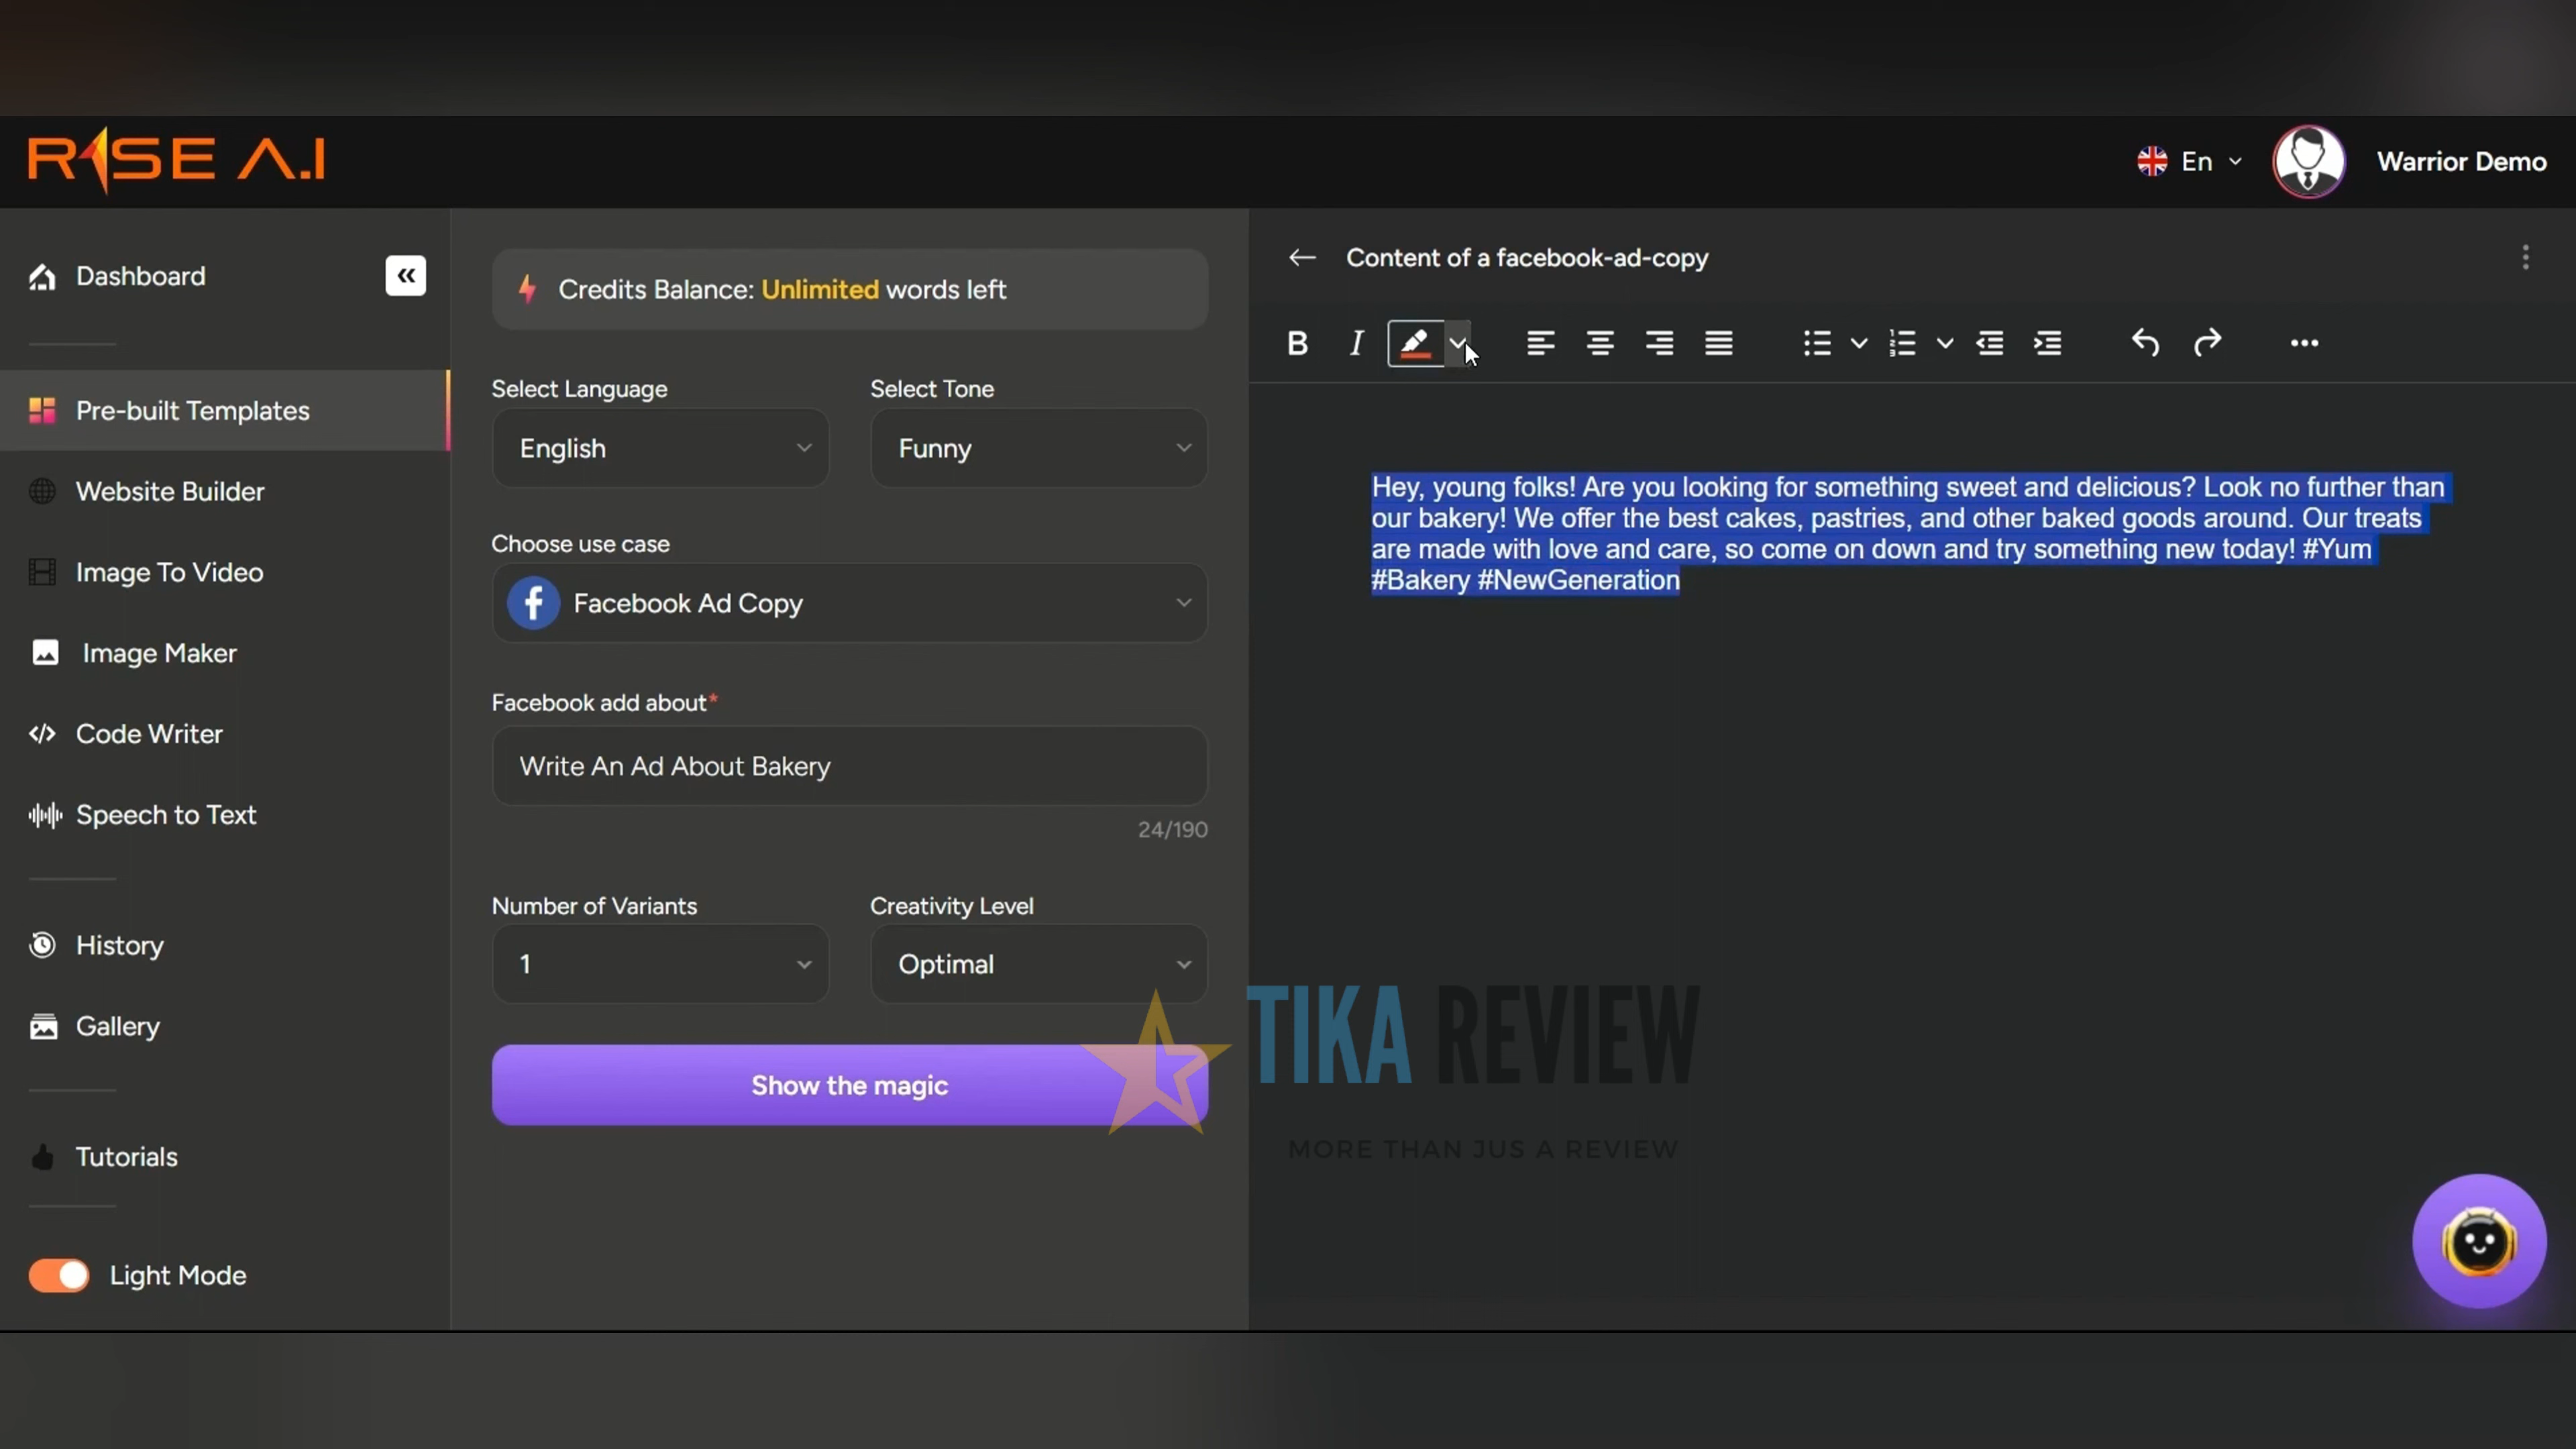 RISE A.I
En
Warrior Demo
Dashboard
Pre-built Templates
Website Builder
Image To Video
Image Maker
Code Writer
Speech to Text
History
Gallery
Tutorials
Light Mode
Credits Balance: Unlimited words left
Select Language
Select Tone
English
Funny
Choose use case
Facebook Ad Copy
Facebook add about*
Write An Ad About Bakery
24/190
Number of Variants
Creativity Level
1
Optimal
Show the magic
Content of a facebook-ad-copy
B I
Hey, young folks! Are you looking for something sweet and delicious? Look no further than
our bakery! We offer the best cakes, pastries, and other baked goods around. Our treats
are made with love and care, so come on down and try something new today! #Yum
#Bakery #NewGeneration
TIKA REVIEW
MORE THAN JUS A REVIEW